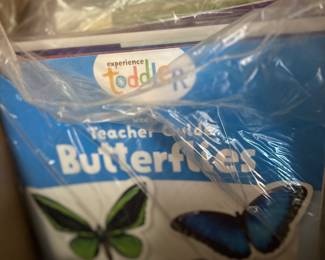 experience
toddler
Teacher Guide
Butterflies